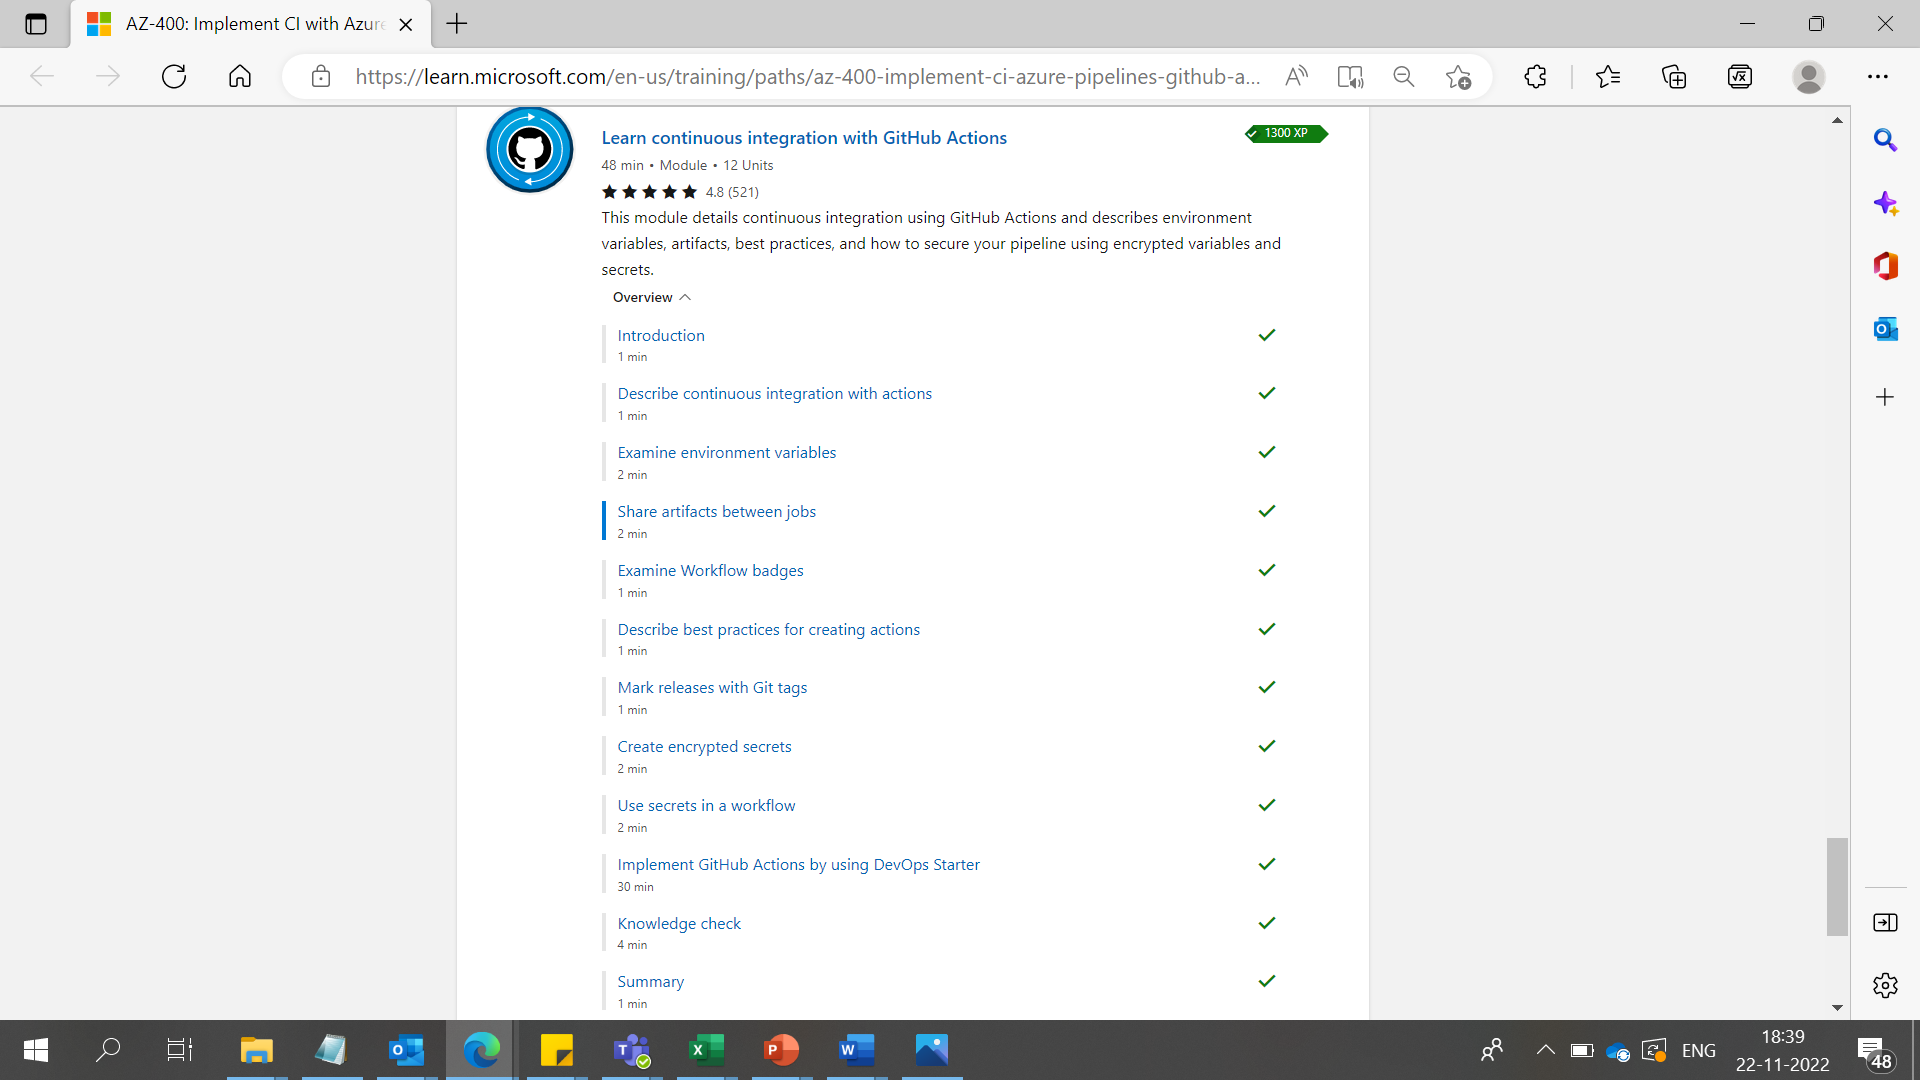 AZ-400: Implement CI with Azure
https://learn.microsoft.com/en-us/training/paths/az-400-implement-ci-azure-pipelines-github-a...
Learn continuous integration with GitHub Actions
1300 XP
48 min • Module • 12 Units
4.8 (521)
This module details continuous integration using GitHub Actions and describes environment
variables, artifacts, best practices, and how to secure your pipeline using encrypted variables and
secrets.
Overview
Introduction
1 min
Describe continuous integration with actions
1 min
Examine environment variables
2 min
Share artifacts between jobs
2 min
Examine Workflow badges
1 min
Describe best practices for creating actions
1 min
Mark releases with Git tags
1 min
Create encrypted secrets
2 min
Use secrets in a workflow
2 min
Implement GitHub Actions by using DevOps Starter
30 min
Knowledge check
4 min
Summary
1 min
ENG
18:39
22-11-2022
48